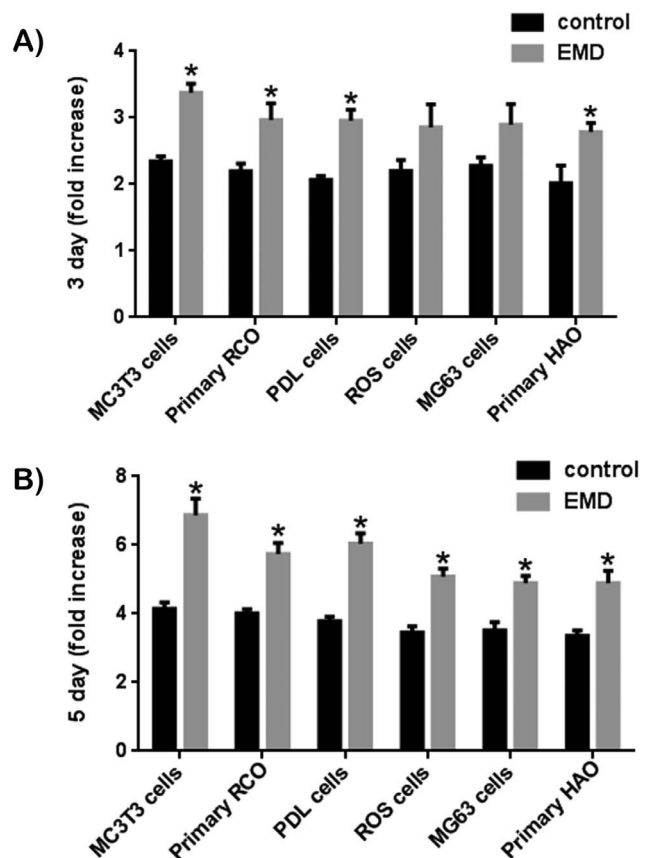 A)
control
EMD
3 day (fold increase)
4
3
2
1
0
MC3T3 cells
Primary RCO
PDL cells
ROS cells
MG63 cells
Primary HAO
* * * *
B)
control
EMD
5 day (fold increase)
8
6
4
2
0
MC3T3 cells
Primary RCO
PDL cells
ROS cells
MG63 cells
Primary HAO
* * * * * *